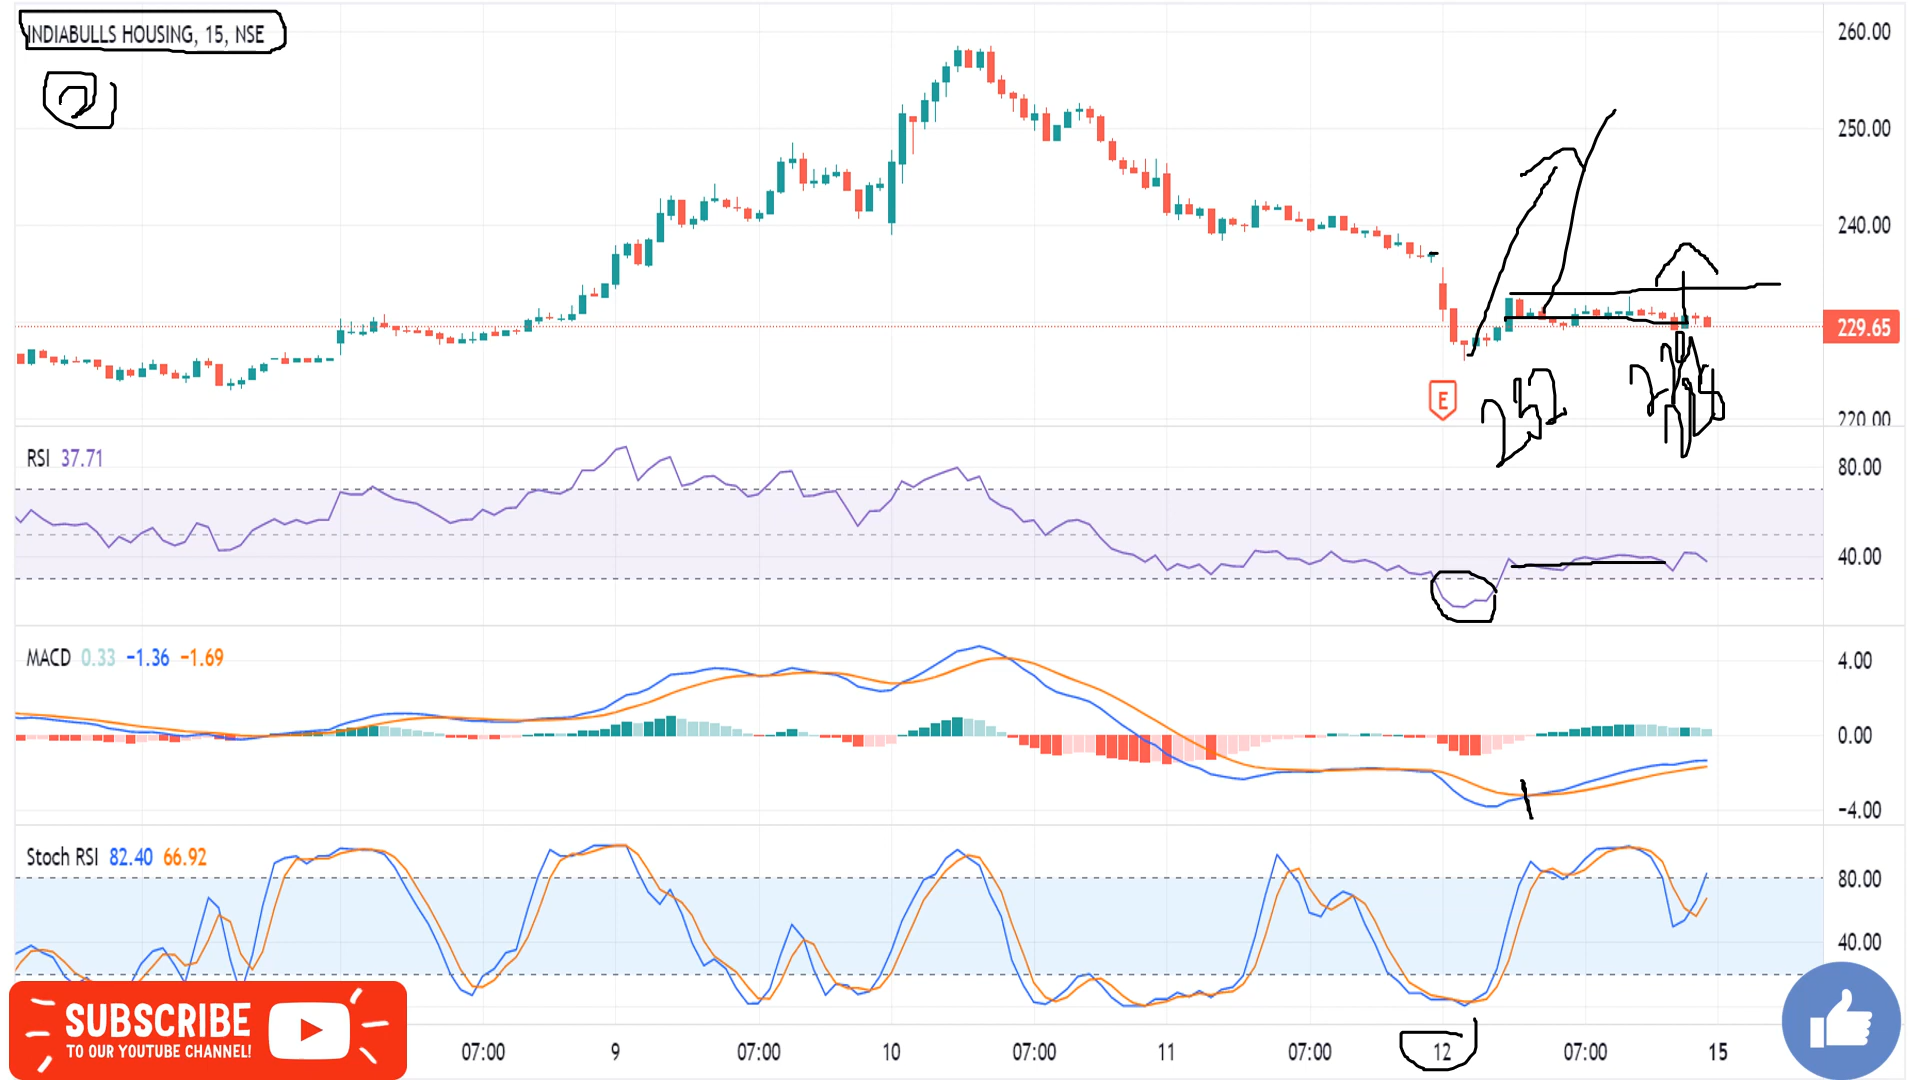 INDIABULLS HOUSING, 15, NSE
260.00
250.00
240.00
229.65
220.00
E
252
RSI 37.71
80.00
40.00
MACD 0.33 −1.36 −1.69
4.00
0.00
−4.00
Stoch RSI 82.40 66.92
80.00
40.00
SUBSCRIBE
TO OUR YOUTUBE CHANNEL!
07:00 9 07:00 10 07:00 11 07:00 12 07:00 15